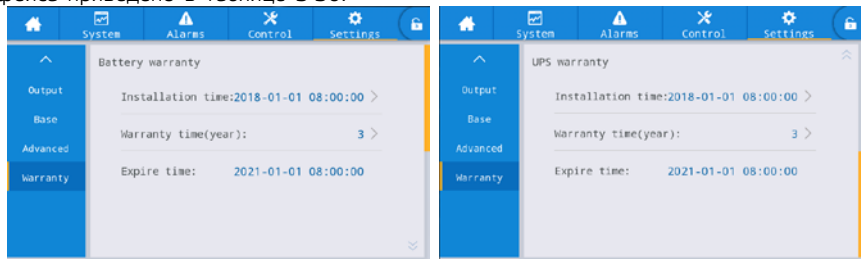 приведено в таблице
System Alarms Control Settings
Output
Base
Advanced
Warranty
Battery warranty
Installation time:2018-01-01 08:00:00 >
Warranty time(year): 3 >
Expire time: 2021-01-01 08:00:00
System Alarms Control Settings
Output
Base
Advanced
Warranty
UPS warranty
Installation time:2018-01-01 08:00:00 >
Warranty time(year): 3 >
Expire time: 2021-01-01 08:00:00